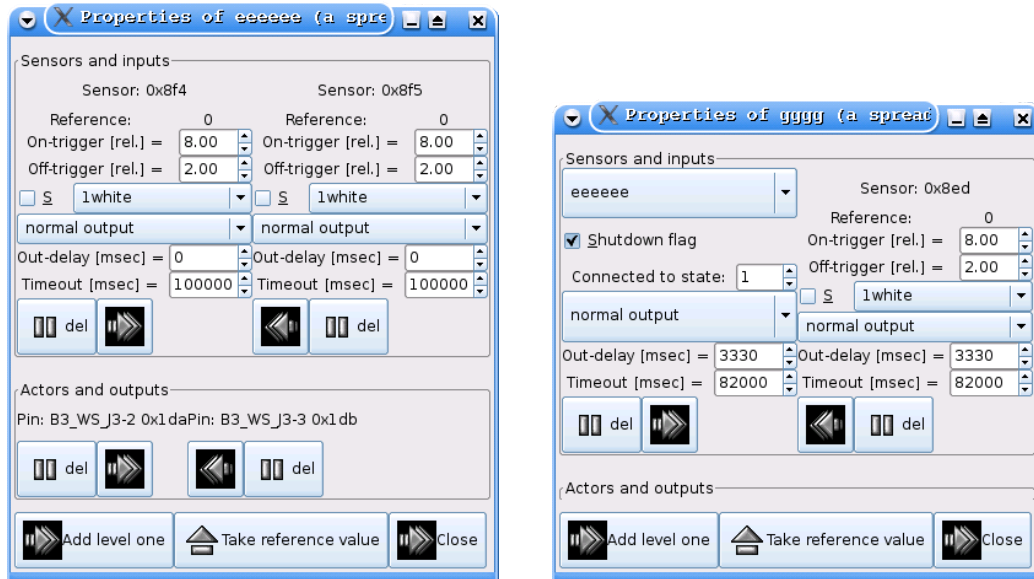 Properties of eeeeee (a spre
Sensors and inputs
Sensor: 0x8f4 Sensor: 0x8f5
Reference: 0 Reference: 0
On-trigger [rel.] = 8.00 On-trigger [rel.] = 8.00
Off-trigger [rel.] = 2.00 Off-trigger [rel.] = 2.00
S 1white S 1white
normal output normal output
Out-delay [msec] = 0 Out-delay [msec] = 0
Timeout [msec] = 100000 Timeout [msec] = 100000
del del
Actors and outputs
Pin: B3_WS_J3-2 0x1daPin: B3_WS_J3-3 0x1db
del del
Add level one Take reference value Close
Properties of gggg (a spread
Sensors and inputs
eeeeee Sensor: 0x8ed
Reference: 0
Shutdown flag On-trigger [rel.] = 8.00
Connected to state: 1 Off-trigger [rel.] = 2.00
S 1white
normal output normal output
Out-delay [msec] = 3330 Out-delay [msec] = 3330
Timeout [msec] = 82000 Timeout [msec] = 82000
del del
Actors and outputs
Add level one Take reference value Close